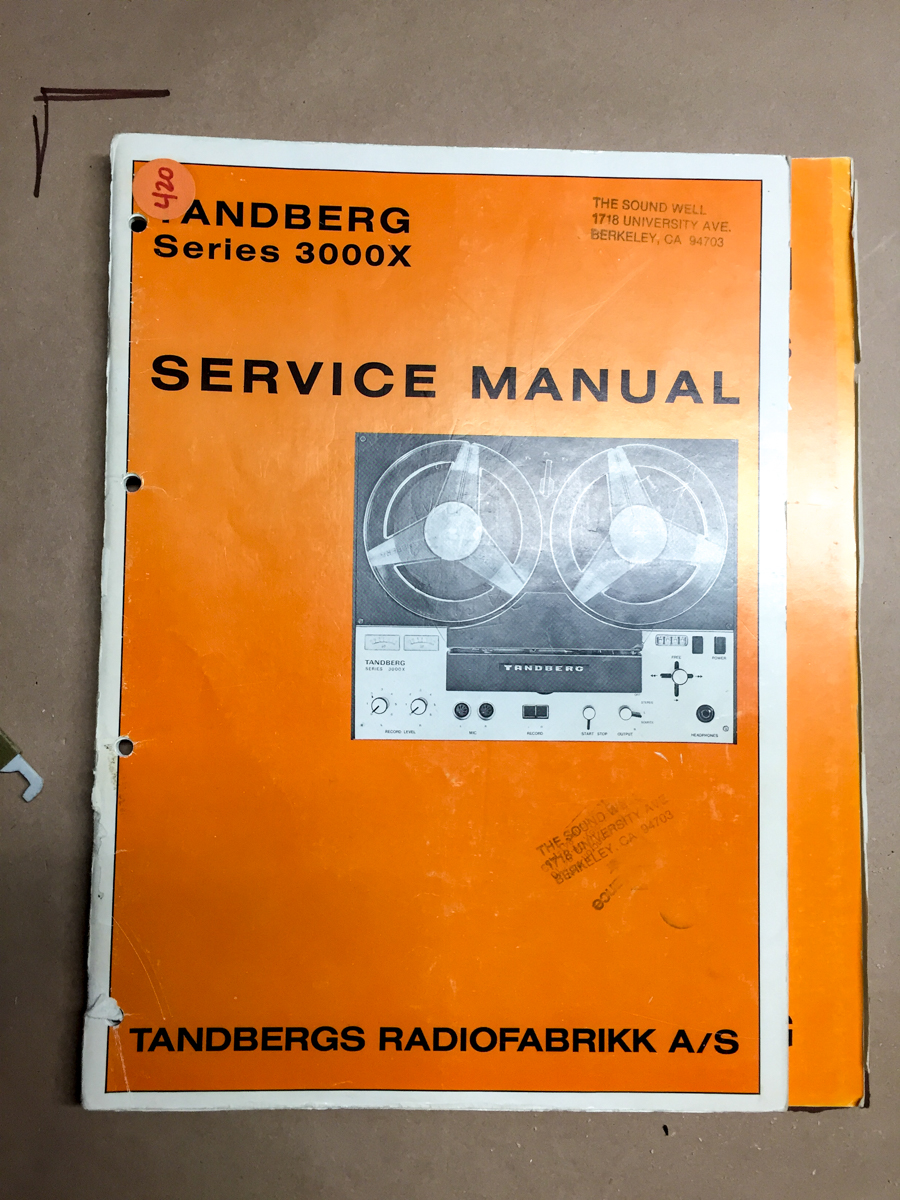 420
TANDBERG
Series 3000X
THE SOUND WELL
1718 UNIVERSITY AVE.
BERKELEY, CA 94703
SERVICE MANUAL
TANDBERG
SERIES 3000X
TANDBERG
FREE
POWER
RECORD LEVEL
MIC
RECORD
START STOP
OUTPUT
HEADPHONES
THE SOUND WELL
1718 UNIVERSITY AVE.
BERKELEY, CA 94703
TANDBERGS RADIOFABRIKK A/S
G